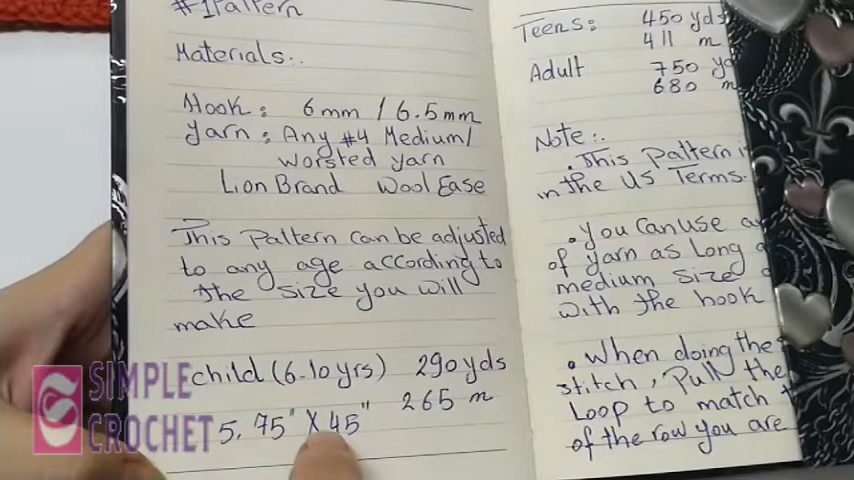 #1 Pattern
Materials:.
Hook: 6mm / 6.5mm
Yarn: Any #4 Medium/
worsted yarn
Lion Brand Wool Ease
This Pattern can be adjusted
to any age according to
the size you will
make
child (6-10yrs) 290yds
5.75" X 45" 265 m
Teens: 450 yds
411 m
Adult 750
680 m
Note:.
.This Pattern
in the US Terms.
.you can use
of yarn as long
medium size
with the hook
.When doing the
stitch, Pull the
Loop to match
of the row you are
SIMPLE
CROCHET